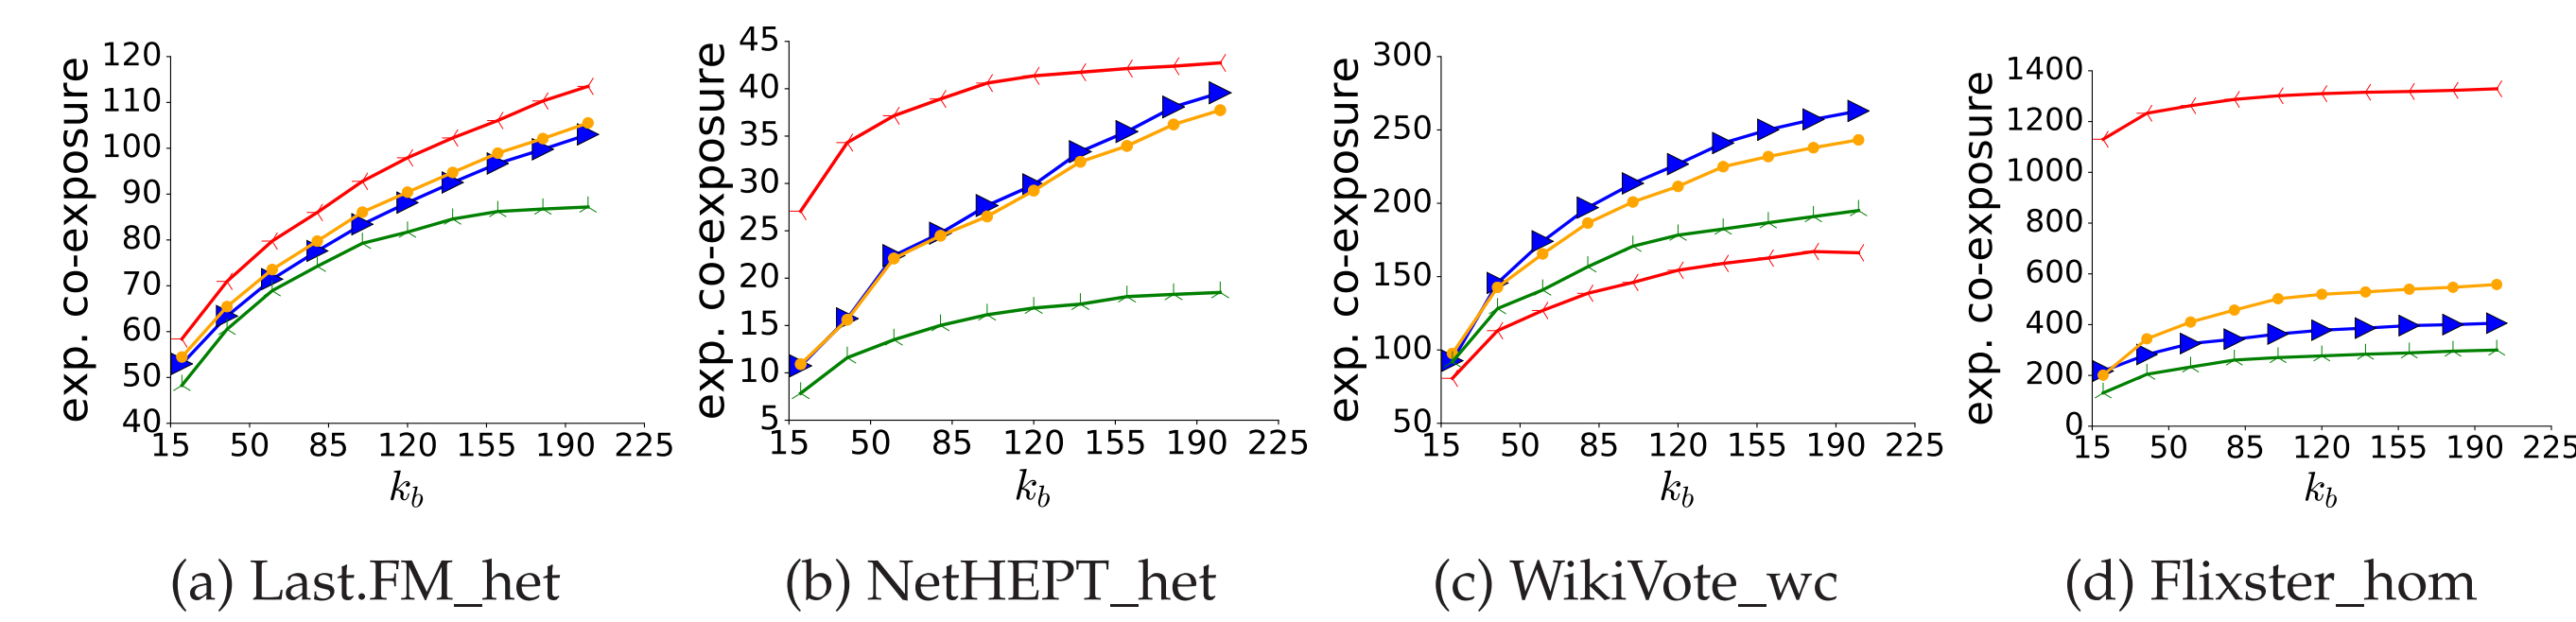 exp. co-exposure
120
110
100
90
80
70
60
50
40
15 50 85 120 155 190 225
k_b
(a) Last.FM_het
exp. co-exposure
45
40
35
30
25
20
15
10
5
15 50 85 120 155 190 225
k_b
(b) NetHEPT_het
exp. co-exposure
300
250
200
150
100
50
15 50 85 120 155 190 225
k_b
(c) WikiVote_wc
exp. co-exposure
1400
1200
1000
800
600
400
200
0
15 50 85 120 155 190 225
k_b
(d) Flixster_hom